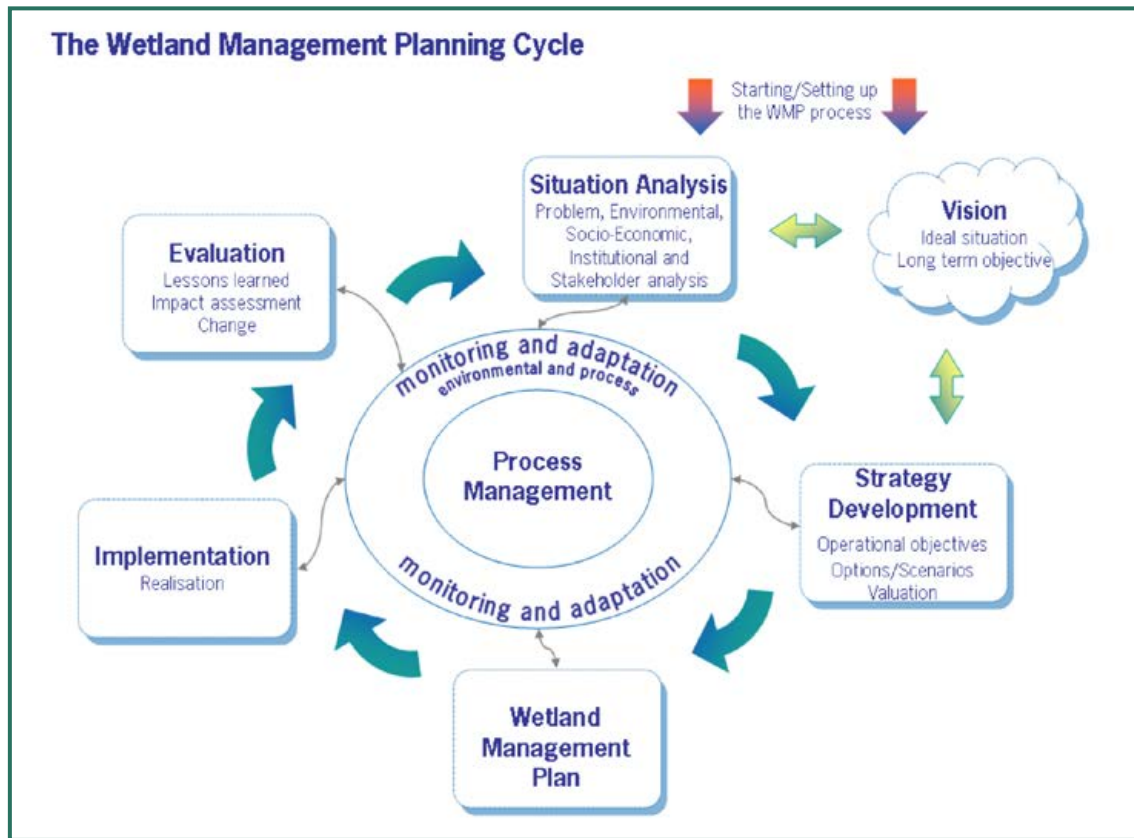 The Wetland Management Planning Cycle
Starting/Setting up
the WMP process
Situation Analysis
Problem, Environmental,
Socio-Economic,
Institutional and
Stakeholder analysis
Vision
Ideal situation
Long term objective
Evaluation
Lessons learned
Impact assessment
Change
monitoring and adaptation
environmental and process
Process
Management
monitoring and adaptation
Strategy
Development
Operational objectives
Options/Scenarios
Valuation
Implementation
Realisation
Wetland
Management
Plan